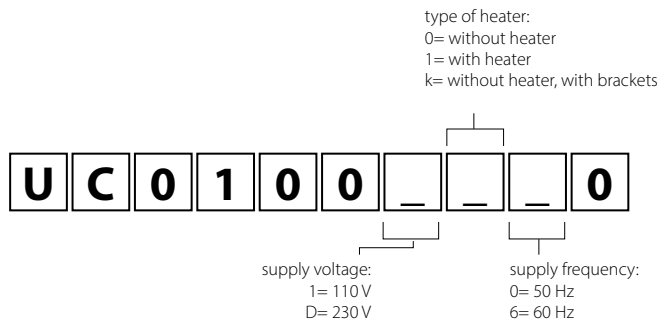 type of heater:
0= without heater
1= with heater
k= without heater, with brackets
U C 0 1 0 0 _ _ _ 0
supply voltage:
1= 110 V
D= 230 V
supply frequency:
0= 50 Hz
6= 60 Hz